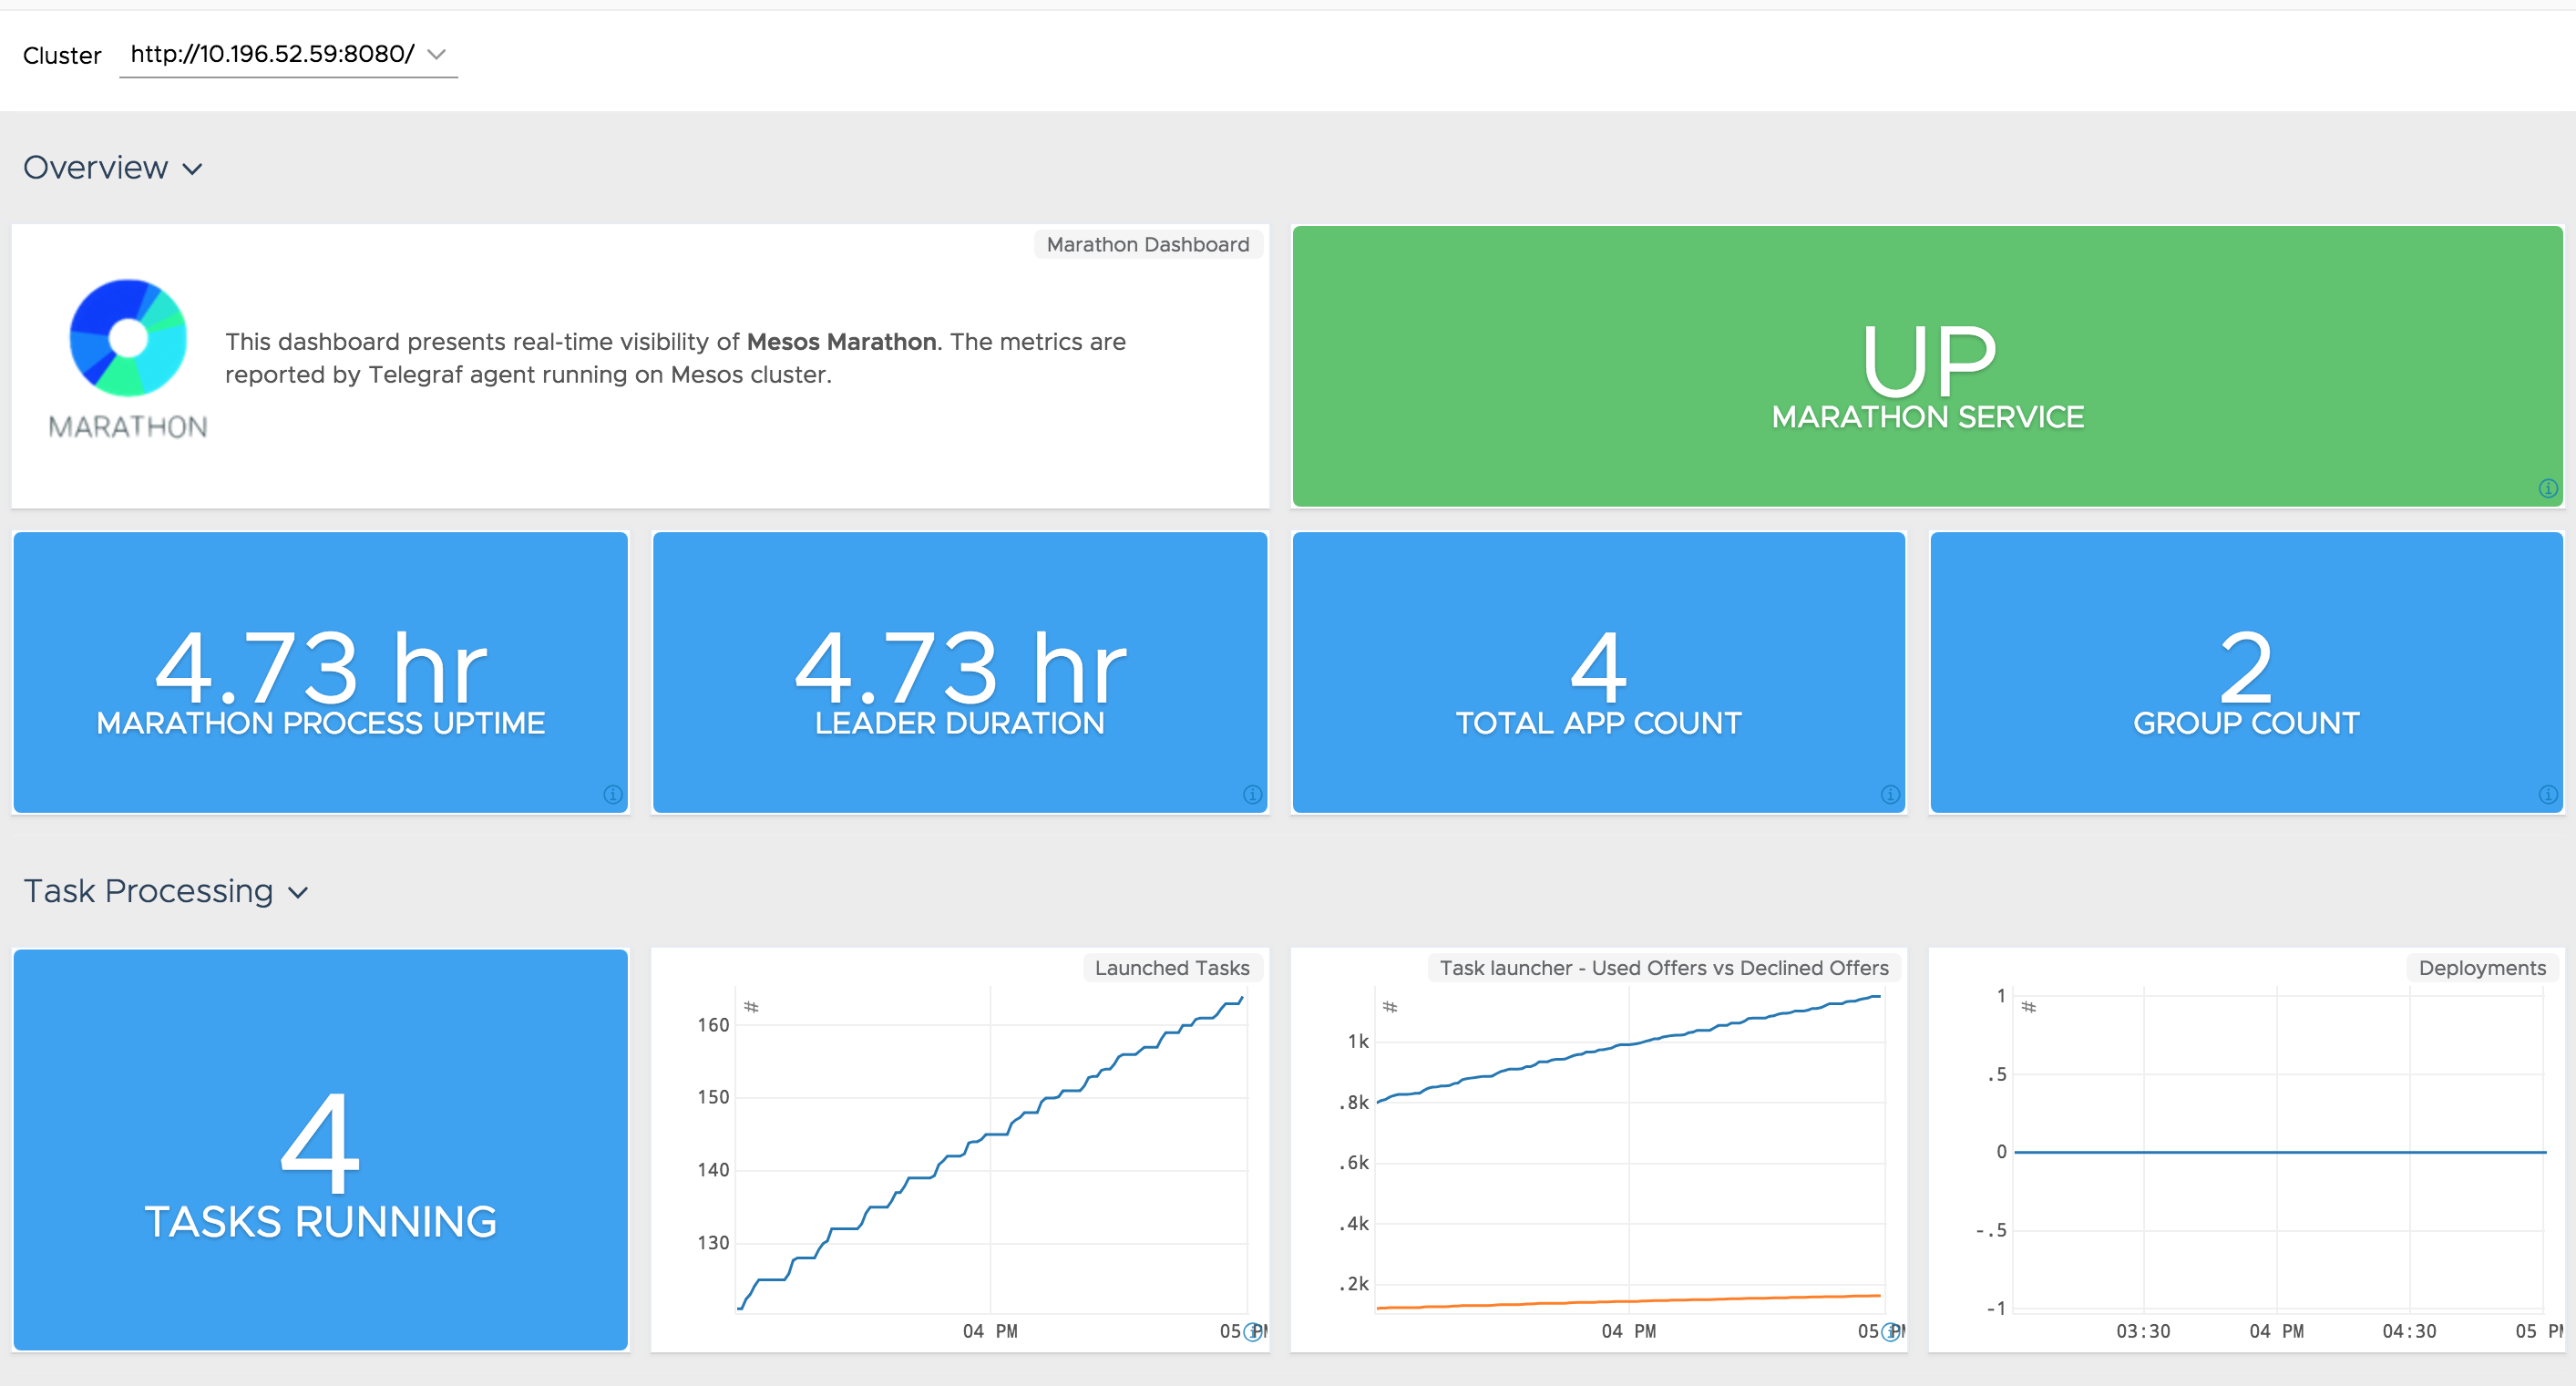 Cluster http://10.196.52.59:8080/
Overview
Marathon Dashboard
MARATHON
This dashboard presents real-time visibility of Mesos Marathon. The metrics are
reported by Telegraf agent running on Mesos cluster.
UP
MARATHON SERVICE
4.73 hr
MARATHON PROCESS UPTIME
4.73 hr
LEADER DURATION
4
TOTAL APP COUNT
2
GROUP COUNT
Task Processing
4
TASKS RUNNING
Launched Tasks
#
160
150
140
130
04 PM 05
Task launcher - Used Offers vs Declined Offers
#
1k
.8k
.6k
.4k
.2k
04 PM 05
Deployments
#
1
.5
0
-.5
-1
03:30 04 PM 04:30 05